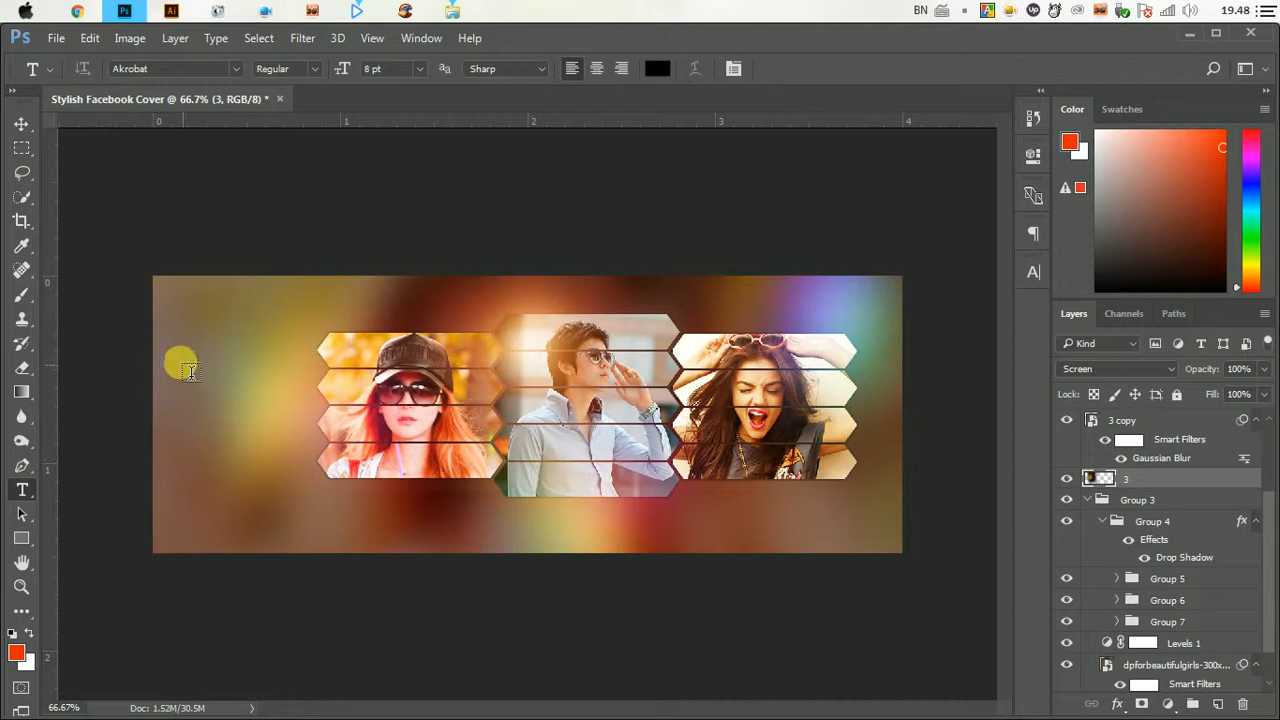 BN
19.48
Ps
File Edit Image Layer Type Select Filter 3D View Window Help
Akrobat Regular 8 pt Sharp
Stylish Facebook Cover @ 66.7% (3, RGB/8) *
Color Swatches
0 1 2 3 4
0
1
2
Layers Channels Paths
Kind
Screen Opacity: 100%
Lock: Fill: 100%
3 copy
Smart Filters
Gaussian Blur
3
Group 3
Group 4 fx
Effects
Drop Shadow
Group 5
Group 6
Group 7
Levels 1
dpforbeautifulgirls-300x...
Smart Filters
66.67% Doc: 1.52M/30.5M